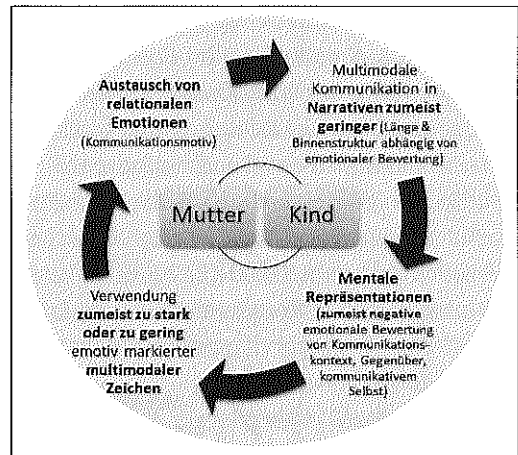 Austausch von
relationalen
Emotionen
(Kommunikationsmotiv)
Multimodale
Kommunikation in
Narrativen zumeist
geringer (Länge &
Binnenstruktur abhängig von
emotionaler Bewertung)
Mutter
Kind
Mentale
Repräsentationen
(zumeist negative
emotionale Bewertung
von Kommunikations-
kontext, Gegenüber,
kommunikativem
Selbst)
Verwendung
zumeist zu stark
oder zu gering
emotiv markierter
multimodaler
Zeichen